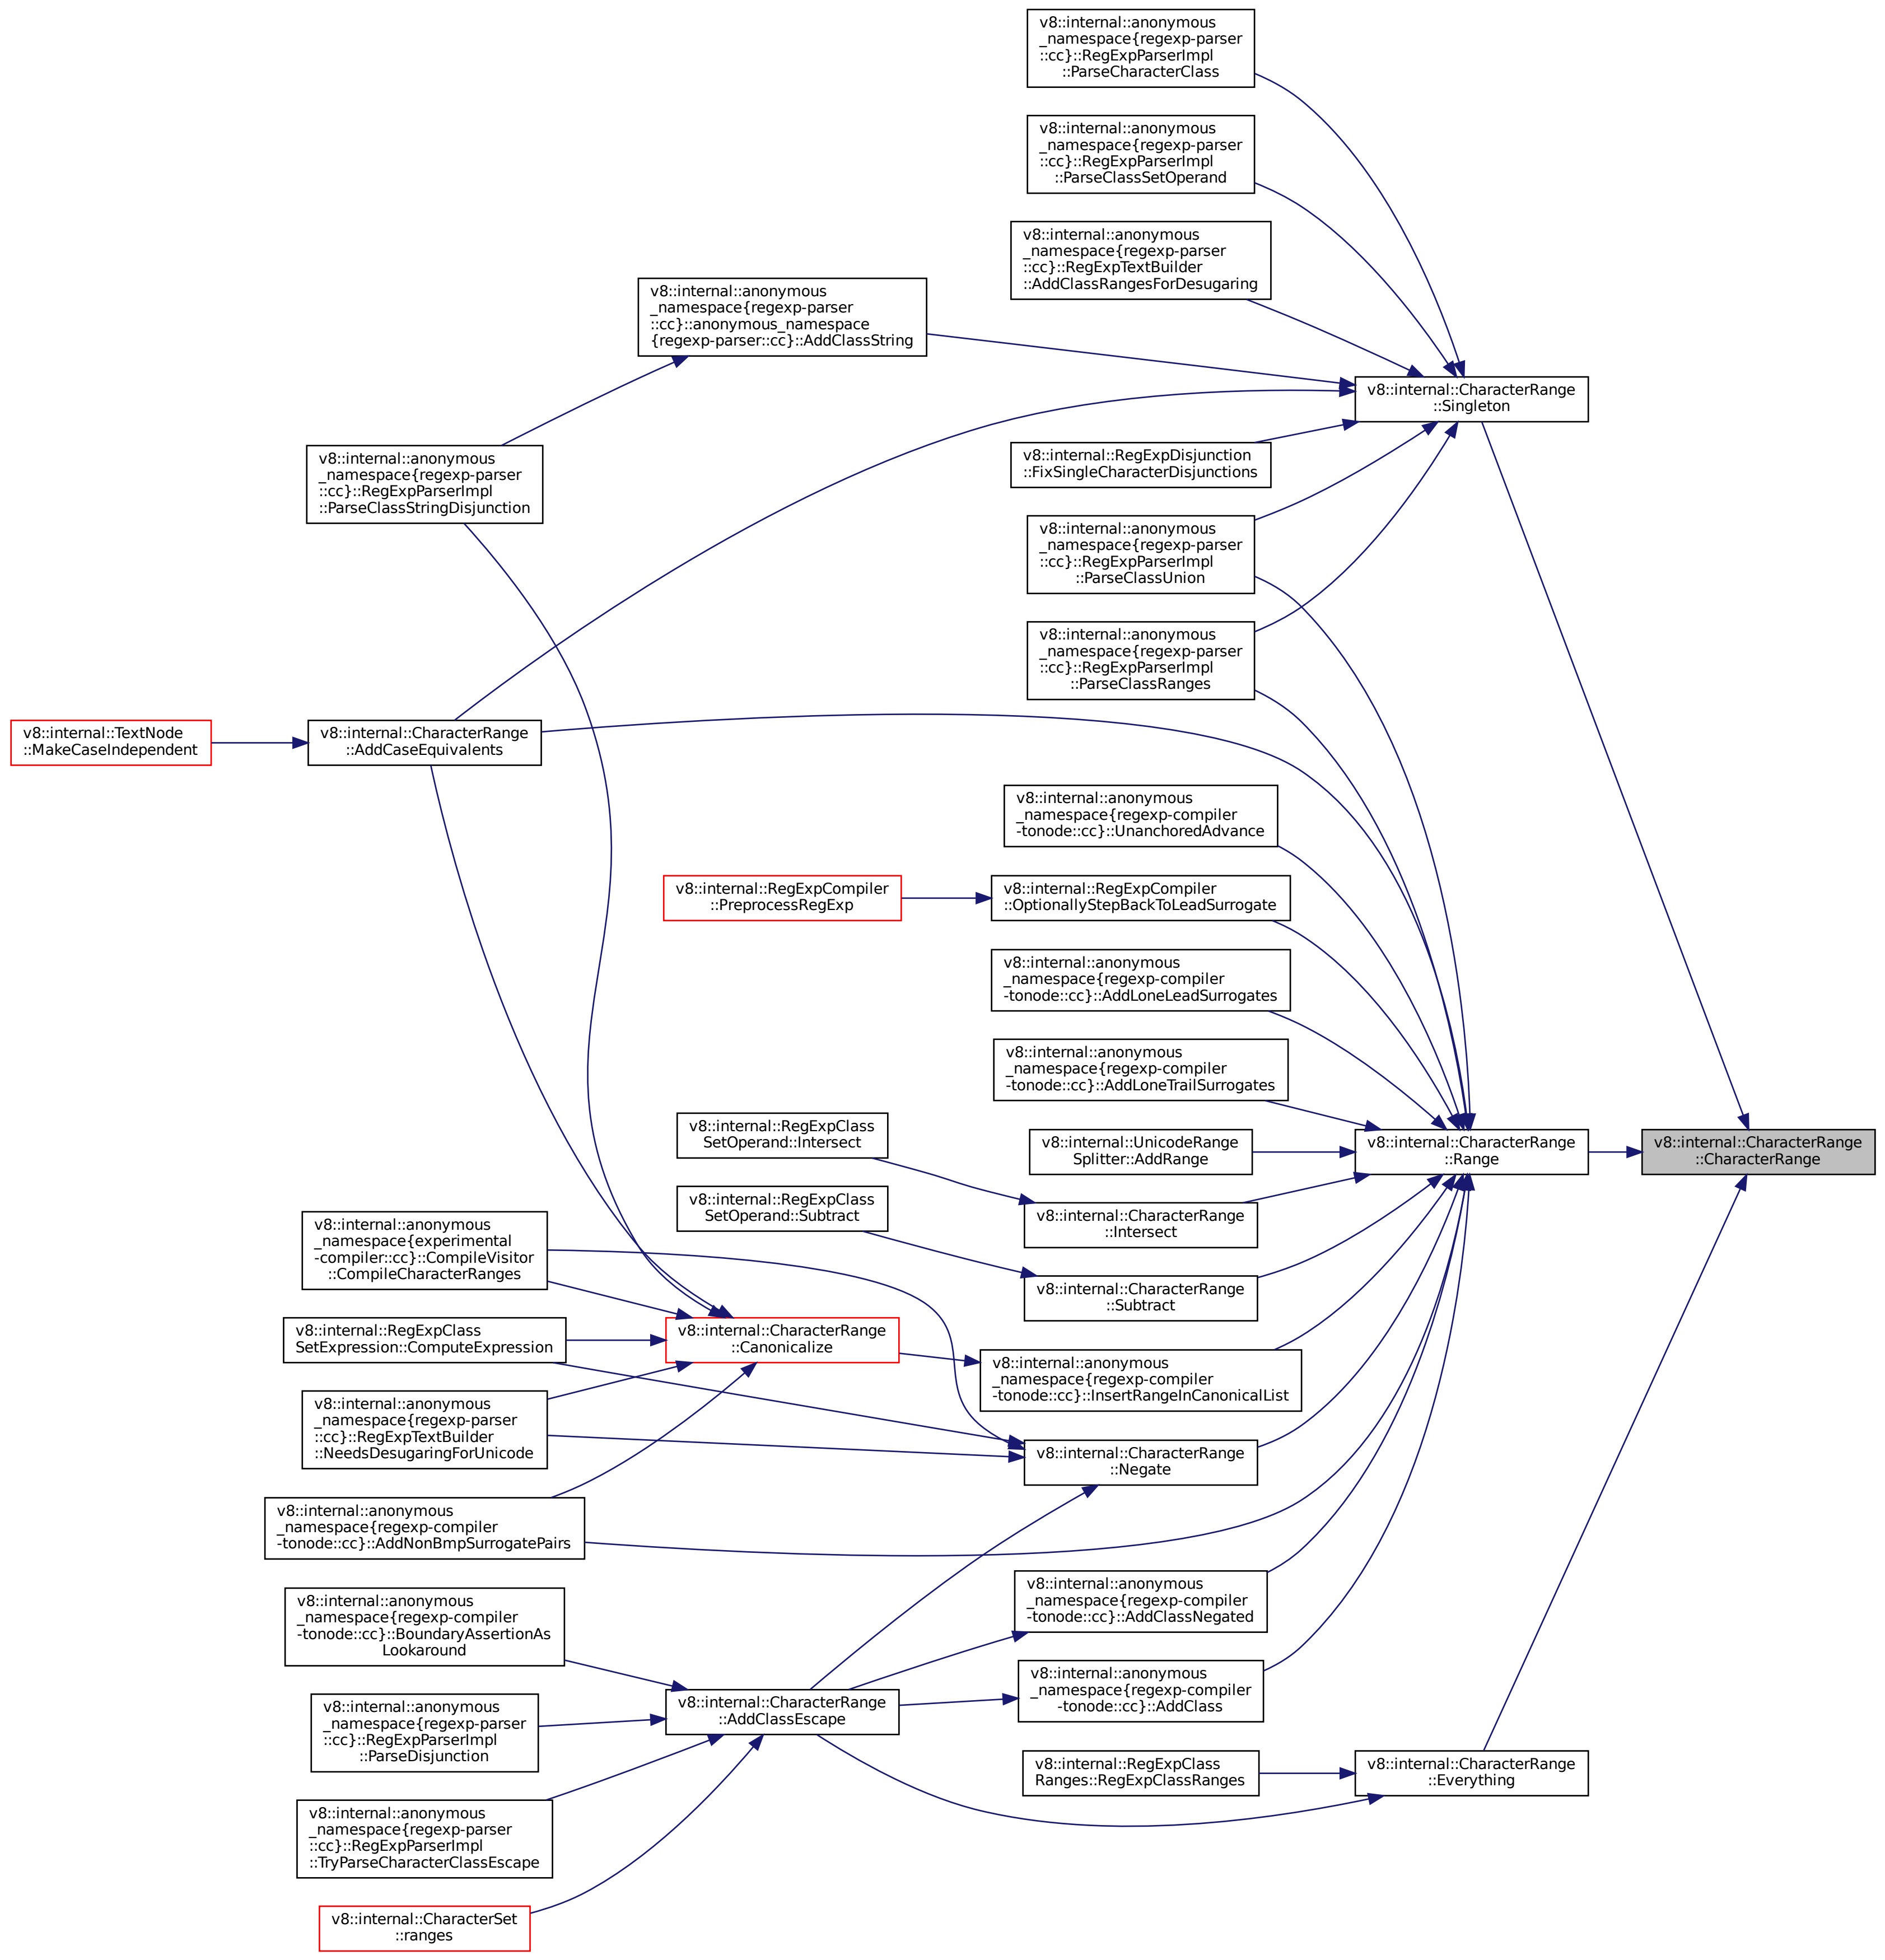 v8::internal::anonymous
_namespace{regexp-parser
::cc}::RegExpParserImpl
::ParseCharacterClass
v8::internal::anonymous
_namespace{regexp-parser
::cc}::RegExpParserImpl
::ParseClassSetOperand
v8::internal::anonymous
_namespace{regexp-parser
::cc}::RegExpTextBuilder
::AddClassRangesForDesugaring
v8::internal::anonymous
_namespace{regexp-parser
::cc}::anonymous_namespace
{regexp-parser::cc}::AddClassString
v8::internal::CharacterRange
::Singleton
v8::internal::RegExpDisjunction
::FixSingleCharacterDisjunctions
v8::internal::anonymous
_namespace{regexp-parser
::cc}::RegExpParserImpl
::ParseClassStringDisjunction
v8::internal::anonymous
_namespace{regexp-parser
::cc}::RegExpParserImpl
::ParseClassUnion
v8::internal::anonymous
_namespace{regexp-parser
::cc}::RegExpParserImpl
::ParseClassRanges
v8::internal::TextNode
::MakeCaseIndependent
v8::internal::CharacterRange
::AddCaseEquivalents
v8::internal::anonymous
_namespace{regexp-compiler
-tonode::cc}::UnanchoredAdvance
v8::internal::RegExpCompiler
::PreprocessRegExp
v8::internal::RegExpCompiler
::OptionallyStepBackToLeadSurrogate
v8::internal::anonymous
_namespace{regexp-compiler
-tonode::cc}::AddLoneLeadSurrogates
v8::internal::anonymous
_namespace{regexp-compiler
-tonode::cc}::AddLoneTrailSurrogates
v8::internal::RegExpClass
SetOperand::Intersect
v8::internal::UnicodeRange
Splitter::AddRange
v8::internal::CharacterRange
::Range
v8::internal::CharacterRange
::CharacterRange
v8::internal::RegExpClass
SetOperand::Subtract
v8::internal::CharacterRange
::Intersect
v8::internal::anonymous
_namespace{experimental
-compiler::cc}::CompileVisitor
::CompileCharacterRanges
v8::internal::CharacterRange
::Subtract
v8::internal::RegExpClass
SetExpression::ComputeExpression
v8::internal::CharacterRange
::Canonicalize
v8::internal::anonymous
_namespace{regexp-compiler
-tonode::cc}::InsertRangeInCanonicalList
v8::internal::anonymous
_namespace{regexp-parser
::cc}::RegExpTextBuilder
::NeedsDesugaringForUnicode
v8::internal::CharacterRange
::Negate
v8::internal::anonymous
_namespace{regexp-compiler
-tonode::cc}::AddNonBmpSurrogatePairs
v8::internal::anonymous
_namespace{regexp-compiler
-tonode::cc}::AddClassNegated
v8::internal::anonymous
_namespace{regexp-compiler
-tonode::cc}::BoundaryAssertionAs
Lookaround
v8::internal::anonymous
_namespace{regexp-compiler
-tonode::cc}::AddClass
v8::internal::CharacterRange
::AddClassEscape
v8::internal::anonymous
_namespace{regexp-parser
::cc}::RegExpParserImpl
::ParseDisjunction
v8::internal::RegExpClass
Ranges::RegExpClassRanges
v8::internal::CharacterRange
::Everything
v8::internal::anonymous
_namespace{regexp-parser
::cc}::RegExpParserImpl
::TryParseCharacterClassEscape
v8::internal::CharacterSet
::ranges